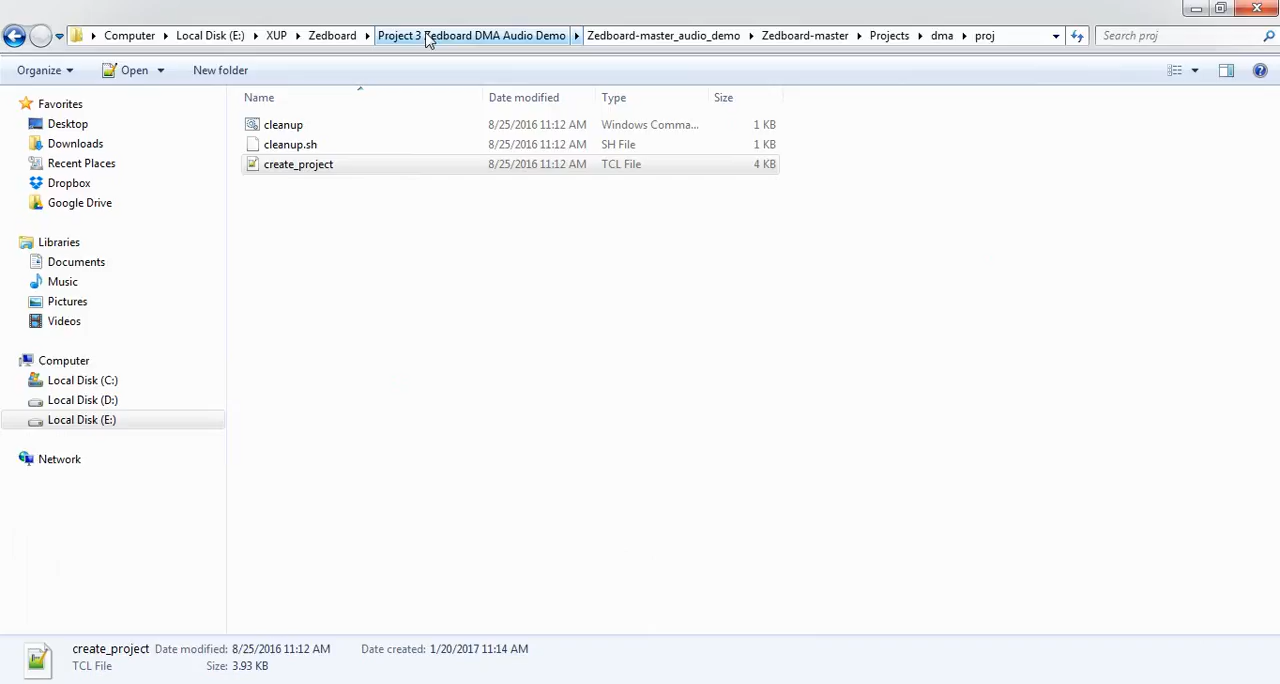 Computer Local Disk (E:) XUP Zedboard Project 3 Zedboard DMA Audio Demo Zedboard-master_audio_demo Zedboard-master Projects dma proj Search proj
Organize Open New folder
Name Date modified Type Size
cleanup 8/25/2016 11:12 AM Windows Comma... 1 KB
cleanup.sh 8/25/2016 11:12 AM SH File 1 KB
create_project 8/25/2016 11:12 AM TCL File 4 KB
Favorites
Desktop
Downloads
Recent Places
Dropbox
Google Drive
Libraries
Documents
Music
Pictures
Videos
Computer
Local Disk (C:)
Local Disk (D:)
Local Disk (E:)
Network
create_project Date modified: 8/25/2016 11:12 AM Date created: 1/20/2017 11:14 AM
TCL File Size: 3.93 KB